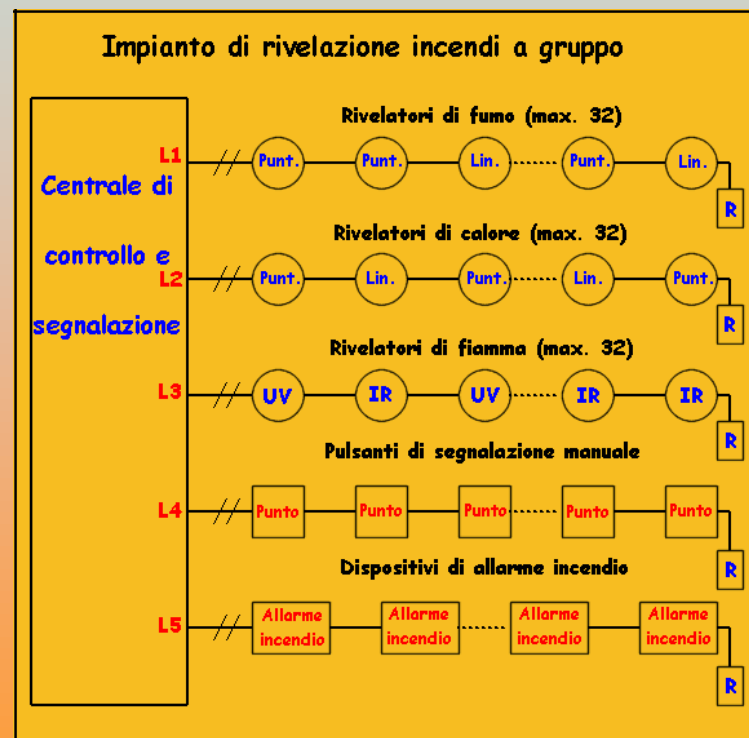 Impianto di rivelazione incendi a gruppo
Centrale di
controllo e
segnalazione
Rivelatori di fumo (max. 32)
L1 Punt. Punt. Lin. Punt. Lin.
R
Rivelatori di calore (max. 32)
L2 Punt. Lin. Punt. Lin. Punt.
R
Rivelatori di fiamma (max. 32)
L3 UV IR UV IR IR
R
Pulsanti di segnalazione manuale
L4 Punto Punto Punto Punto Punto
R
Dispositivi di allarme incendio
L5 Allarme Allarme Allarme Allarme
incendio incendio incendio incendio
R